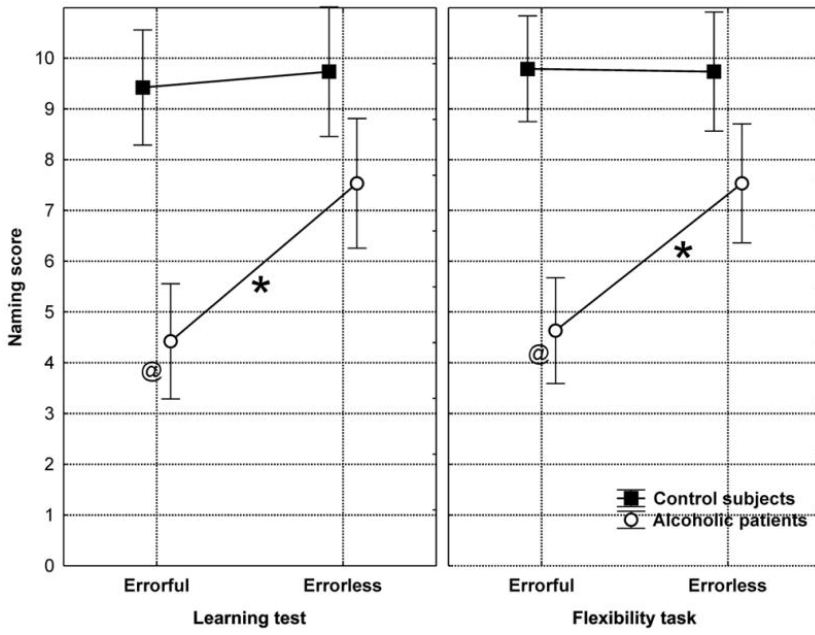 Naming score
10
9
8
7
6
5
4
3
2
1
0
*
@
*
@
Control subjects
Alcoholic patients
Errorful Errorless
Learning test
Errorful Errorless
Flexibility task